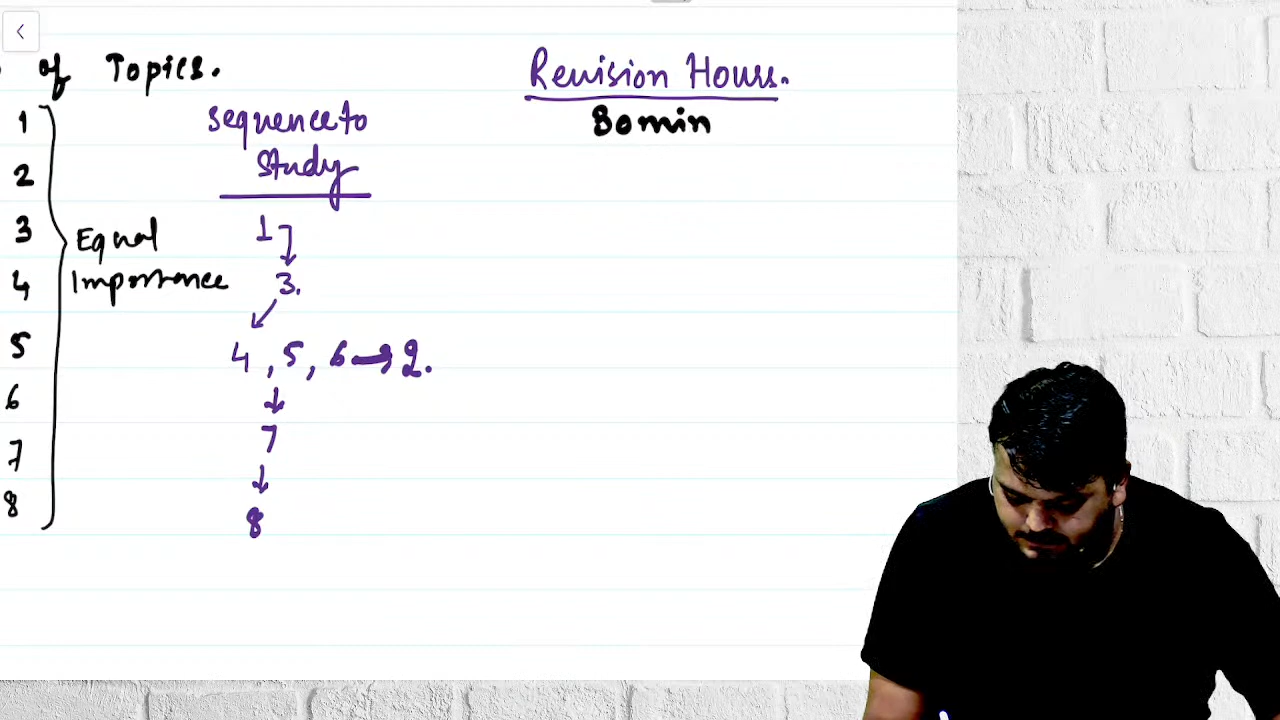 of Topics.
1
2
3
4
5
6
7
8
Equal
Importance
Sequence to
Study
1
3.
4, 5, 6 → 2.
↓
7
↓
8
Revision Hours.
30min